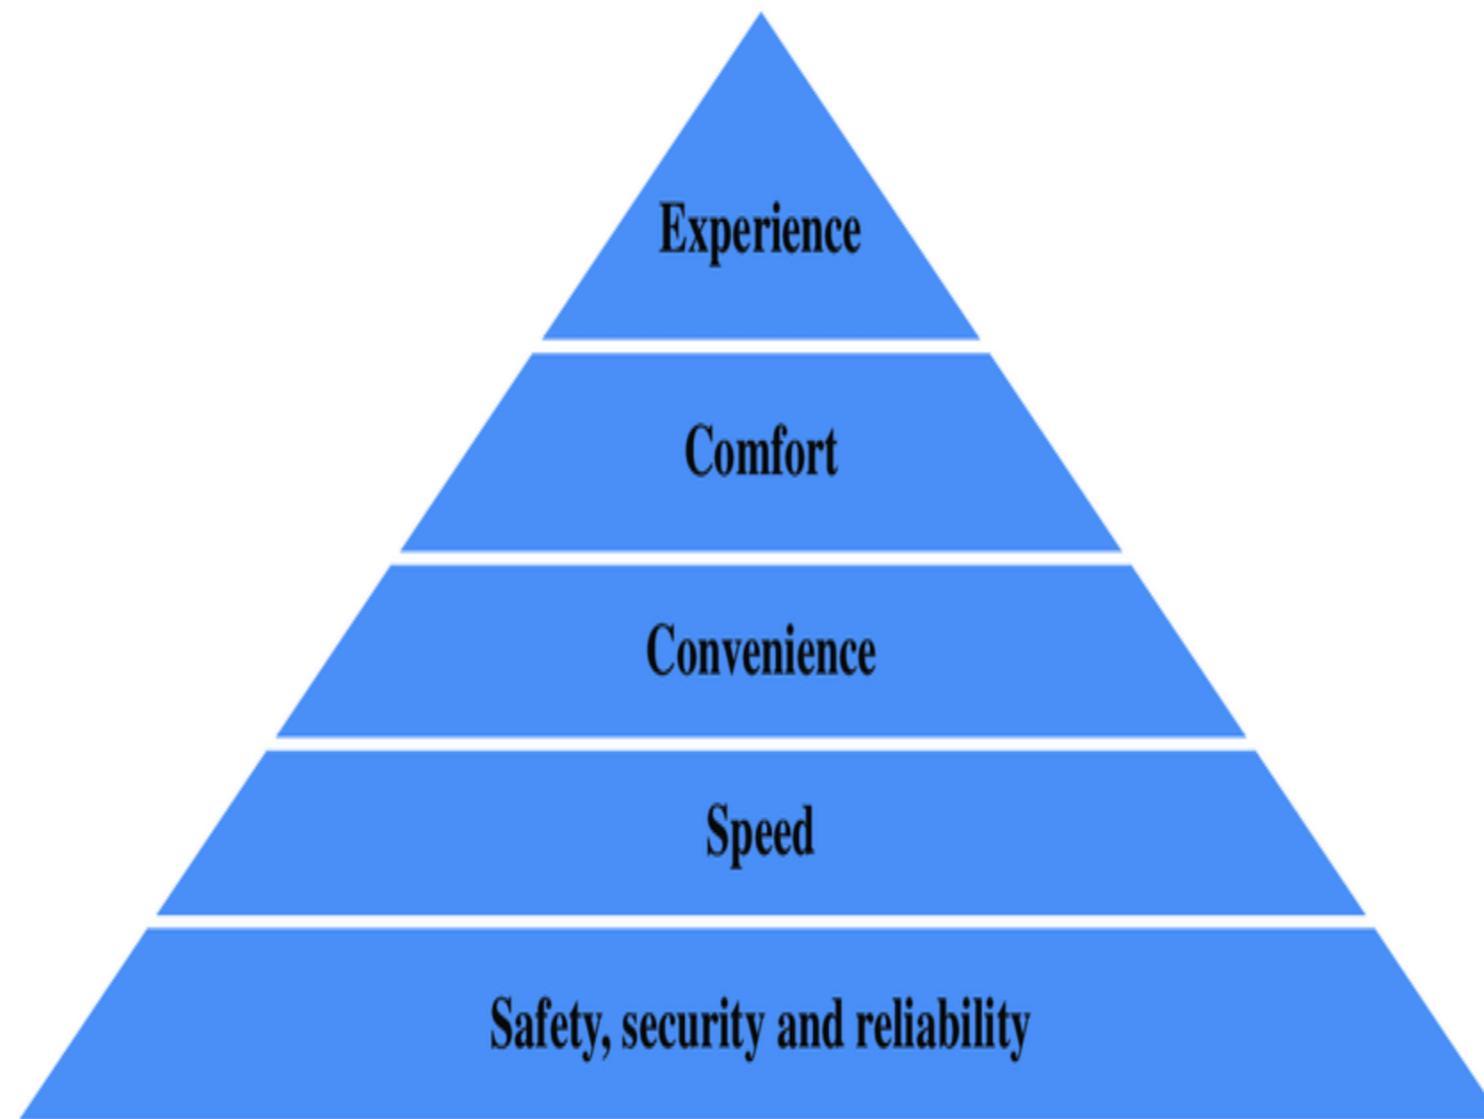 Experience
Comfort
Convenience
Speed
Safety, security and reliability